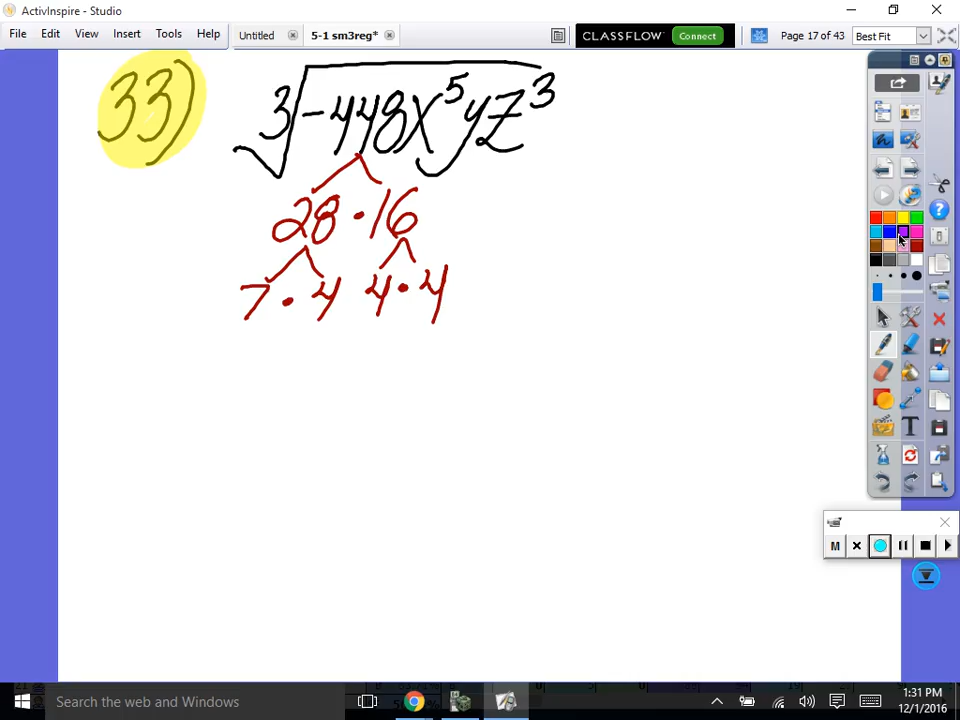 ActivInspire - Studio
File Edit View Insert Tools Help Untitled 5-1 sm3reg* CLASSFLOW Connect Page 17 of 43 Best Fit
33) ∛-448x⁵yz³
28 · 16
7 · 4 4 · 4
T
M
Search the web and Windows
1:31 PM
12/1/2016